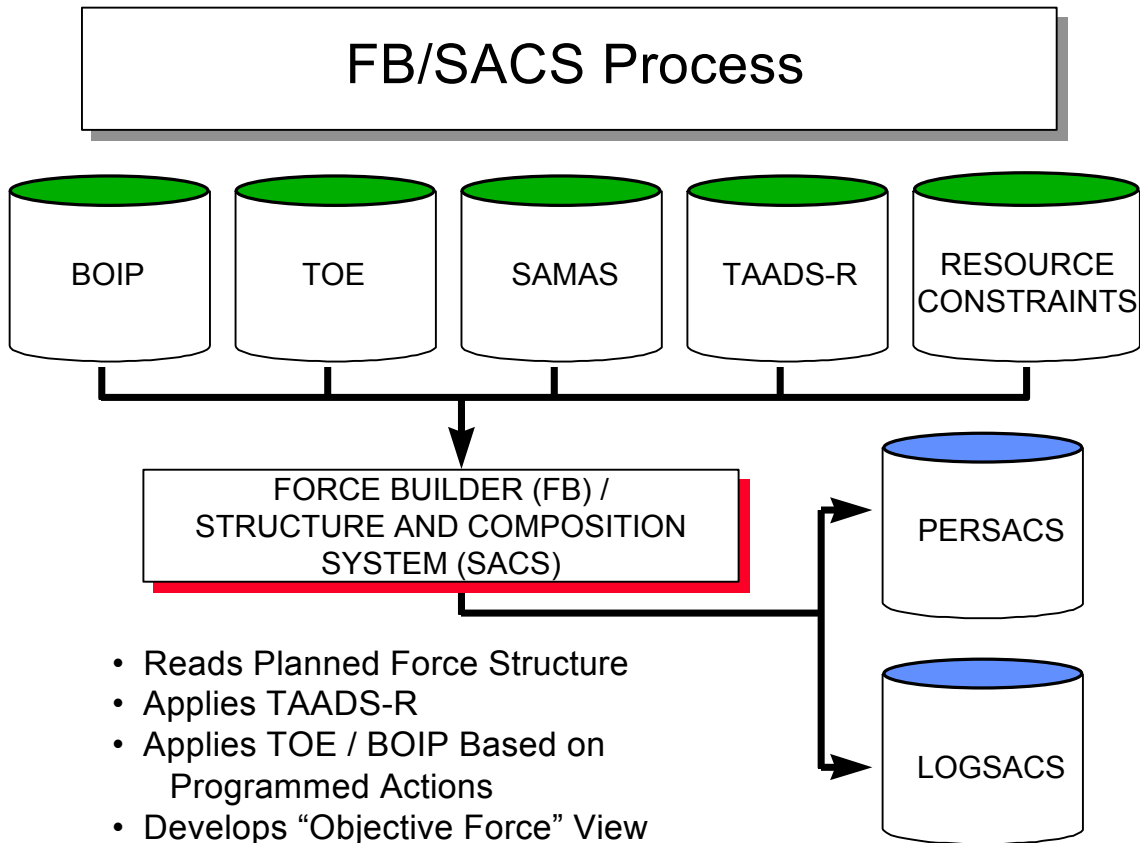 FB/SACS Process
BOIP
TOE
SAMAS
TAADS-R
RESOURCE
CONSTRAINTS
FORCE BUILDER (FB) /
STRUCTURE AND COMPOSITION
SYSTEM (SACS)
PERSACS
LOGSACS
• Reads Planned Force Structure
• Applies TAADS-R
• Applies TOE / BOIP Based on
Programmed Actions
• Develops “Objective Force” View